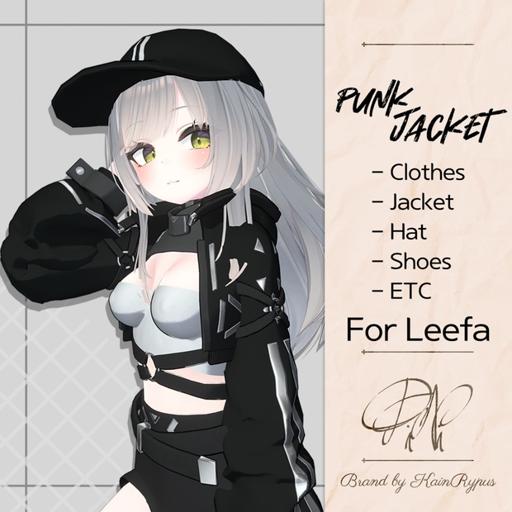 PUNK
JACKET
- Clothes
- Jacket
- Hat
- Shoes
- ETC
For Leefa
Brand by KainRypus